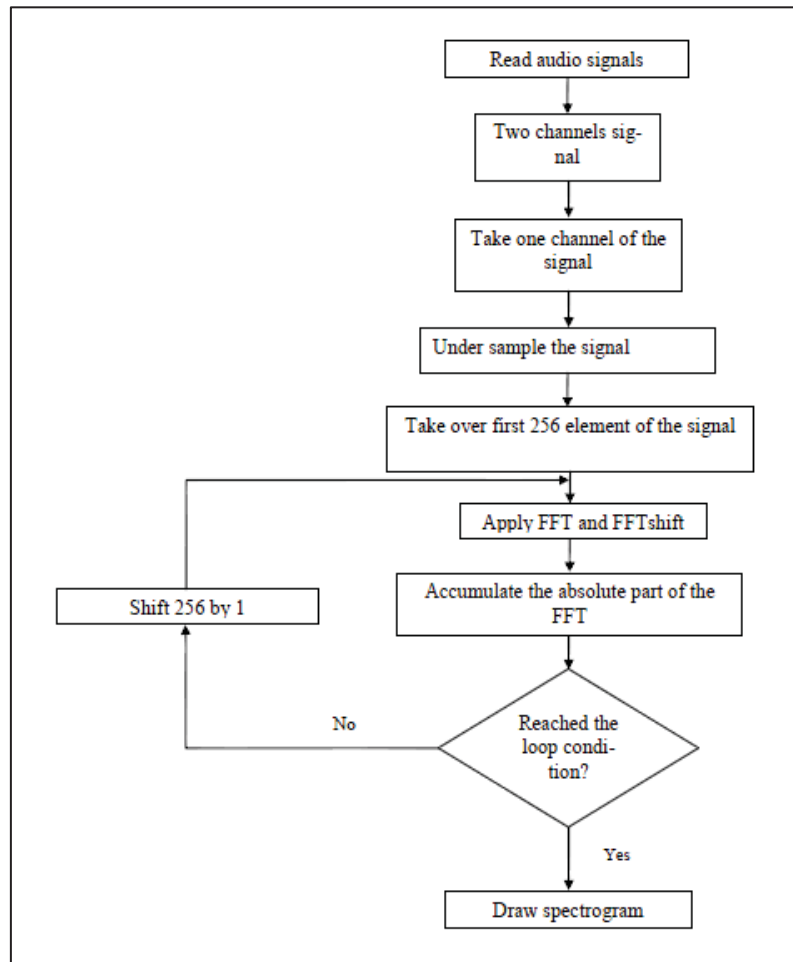 Read audio signals
Two channels sig-
nal
Take one channel of the
signal
Under sample the signal
Take over first 256 element of the signal
Apply FFT and FFTshift
Accumulate the absolute part of the
FFT
Shift 256 by 1
No
Reached the
loop condi-
tion?
Yes
Draw spectrogram